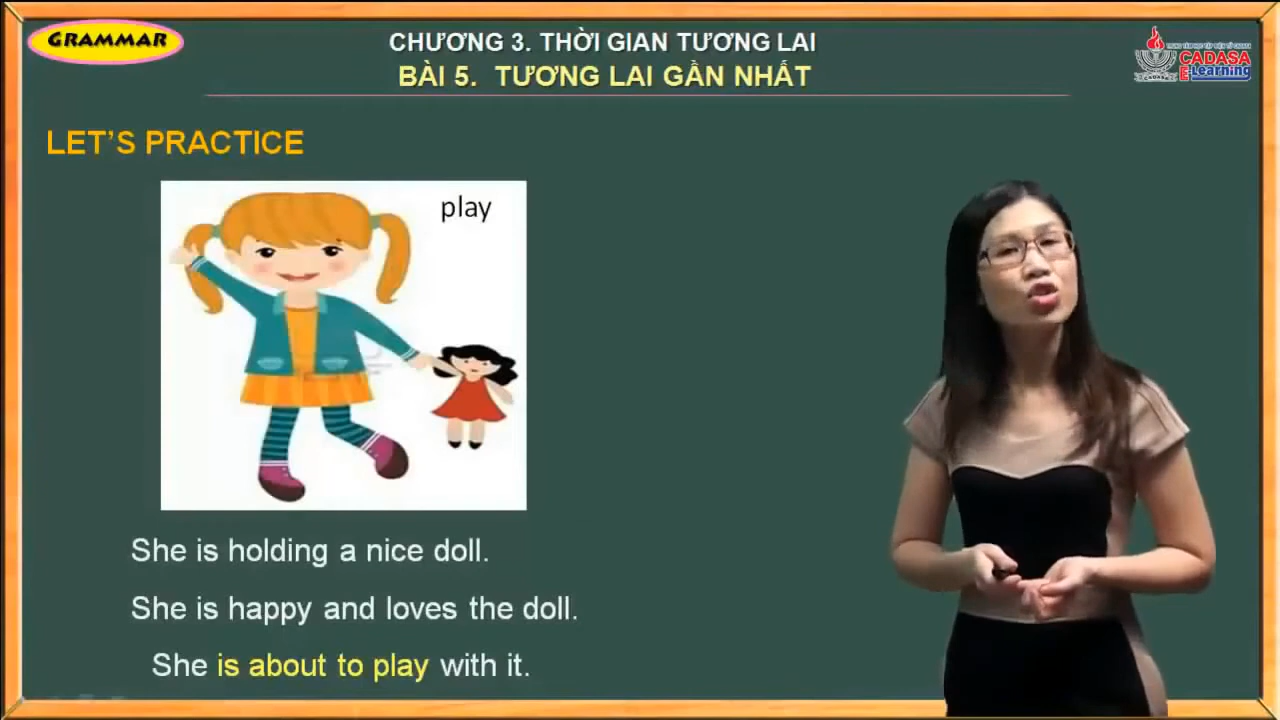 GRAMMAR
CHƯƠNG 3. THỜI GIAN TƯƠNG LAI
BÀI 5. TƯƠNG LAI GẦN NHẤT
CADASA
E-Learning
LET'S PRACTICE
play
She is holding a nice doll.
She is happy and loves the doll.
She is about to play with it.